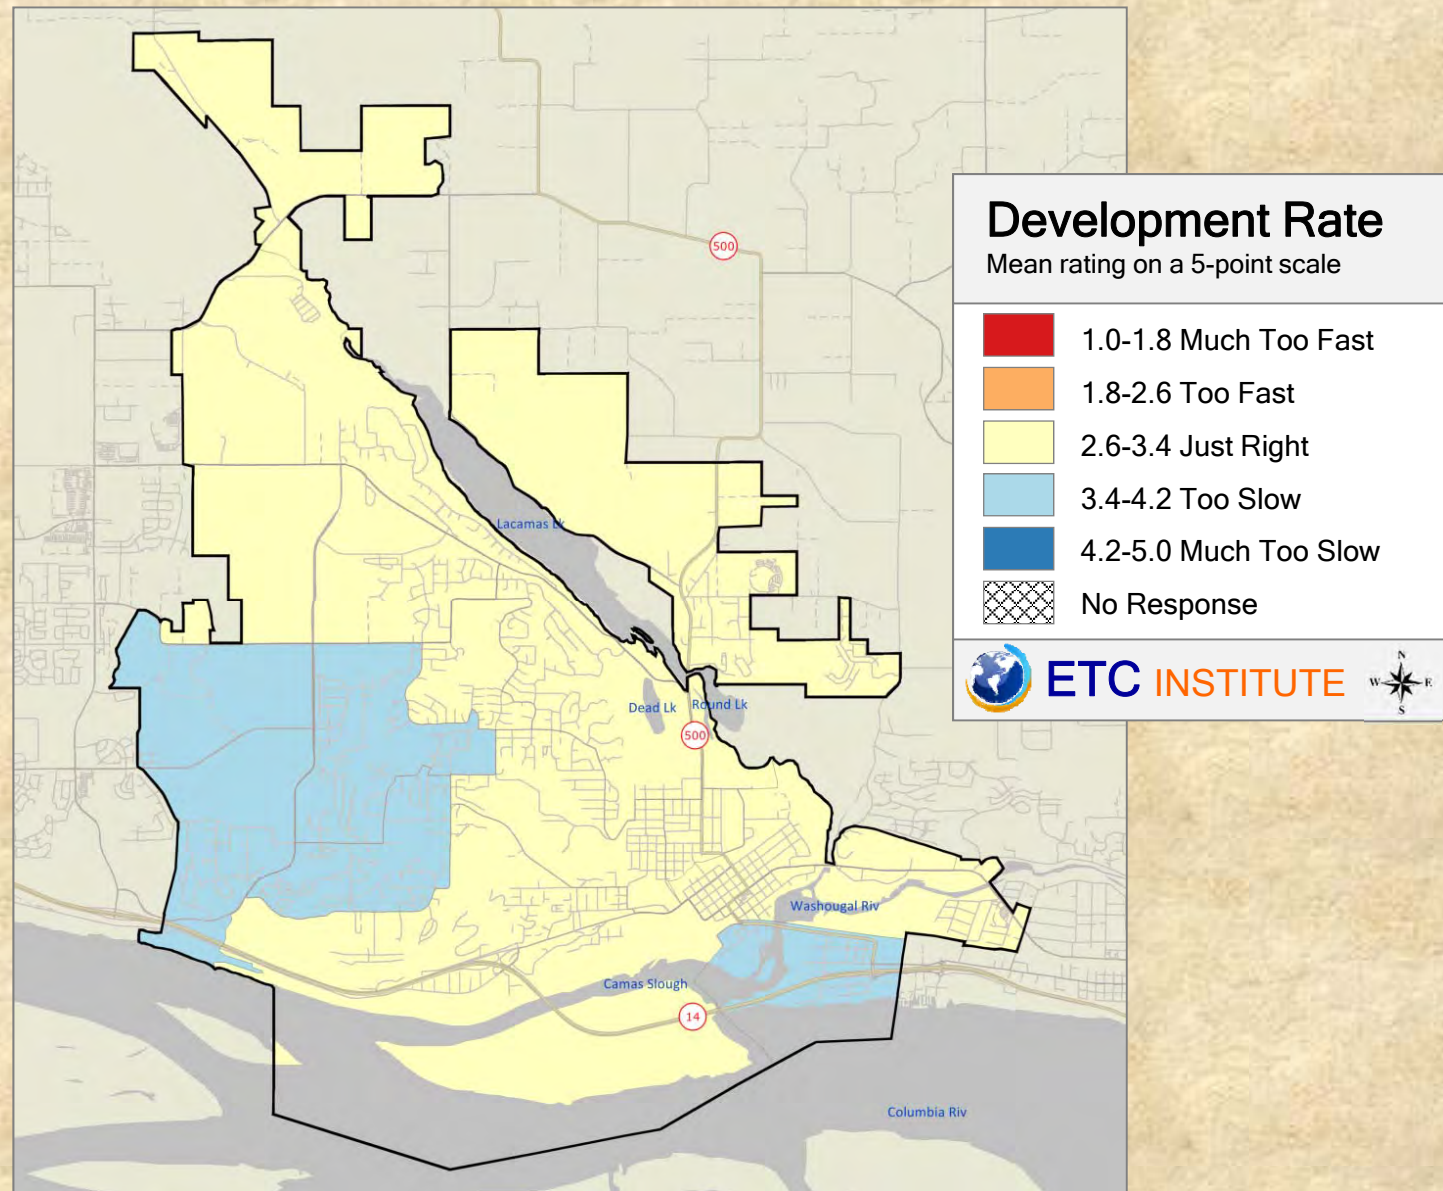 500
Development Rate
Mean rating on a 5-point scale
1.0-1.8 Much Too Fast
1.8-2.6 Too Fast
2.6-3.4 Just Right
3.4-4.2 Too Slow
4.2-5.0 Much Too Slow
No Response
ETC INSTITUTE
N
W E
S
Lacamas Lk
Dead Lk
Round Lk
500
Washougal Riv
Camas Slough
14
Columbia Riv